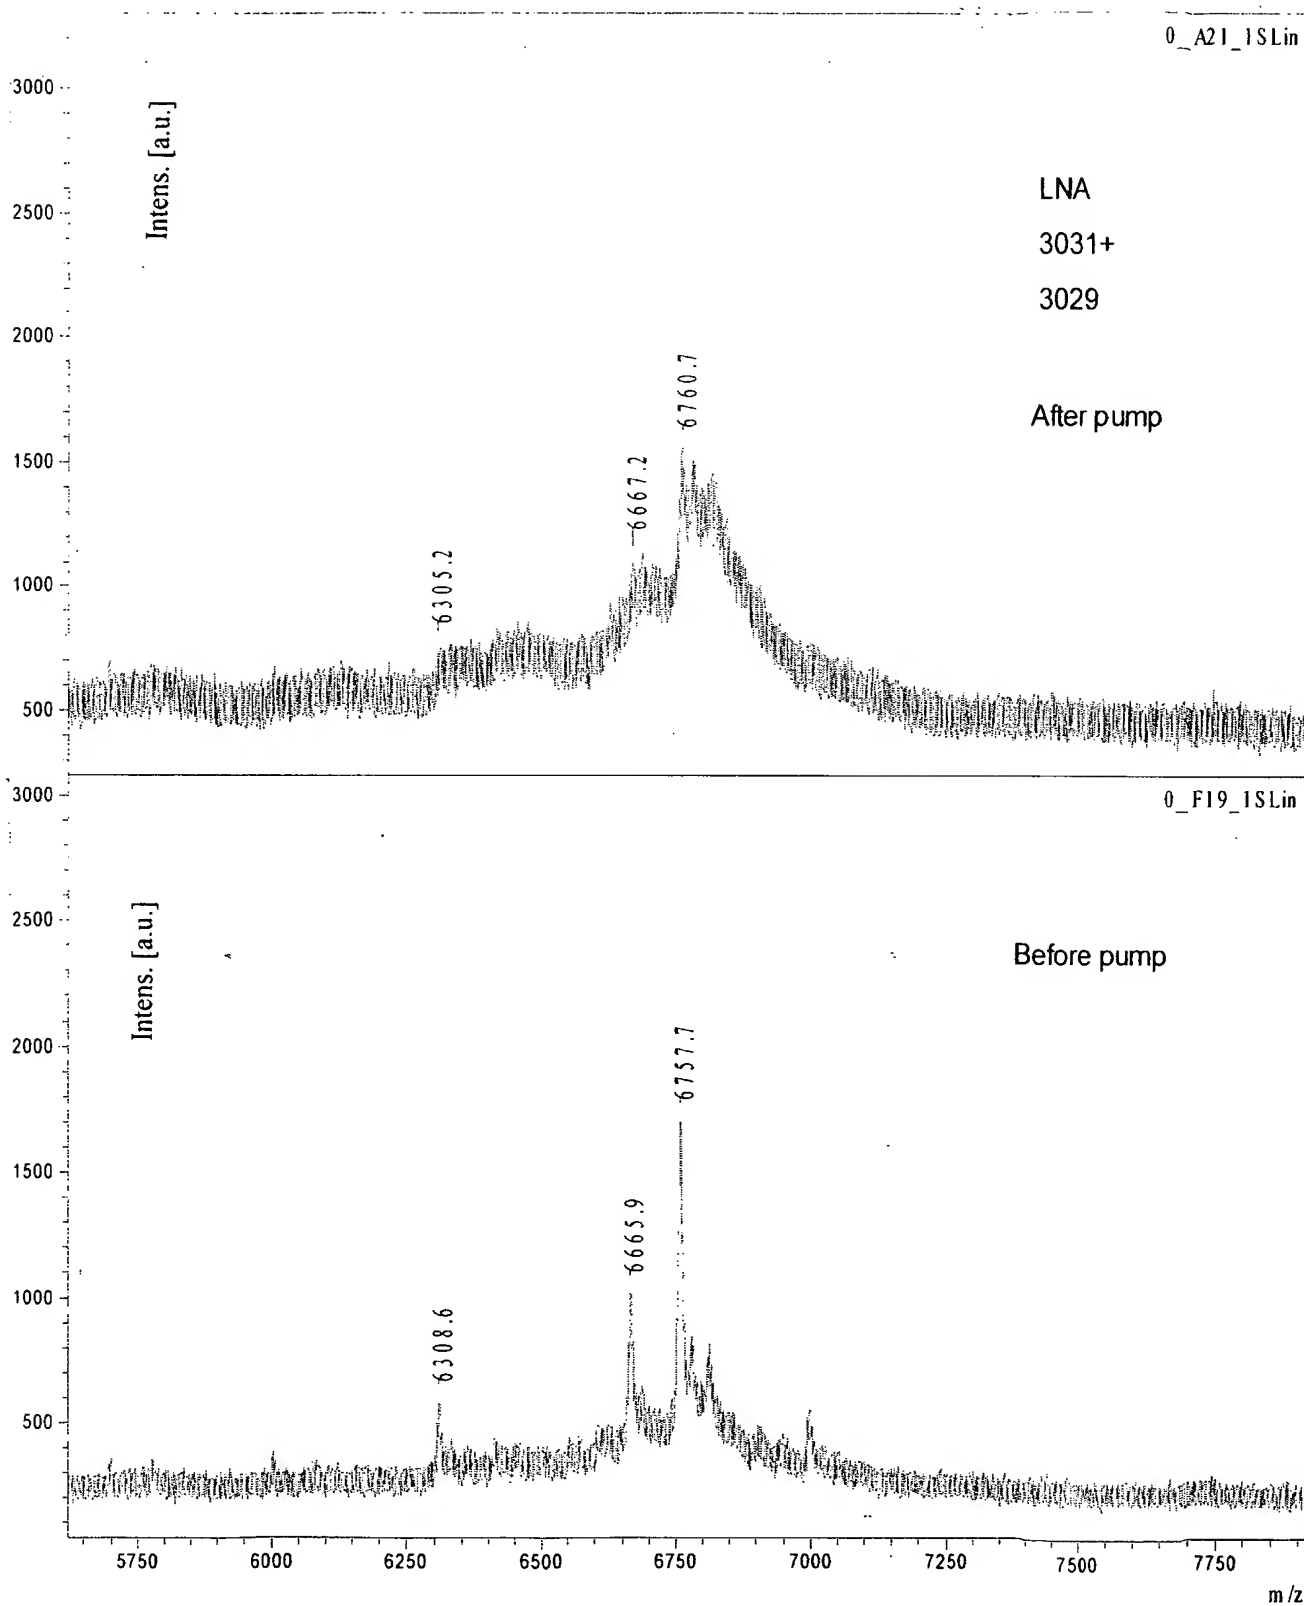 0_A21_1SLin
3000
Intens. [a.u.]
LNA
2500
3031+
3029
2000
6760.7
After pump
1500
6667.2
6305.2
1000
500
3000
0_F19_1SLin
2500
Intens. [a.u.]
Before pump
2000
6757.7
1500
6665.9
1000
6308.6
500
5750 6000 6250 6500 6750 7000 7250 7500 7750
m/z